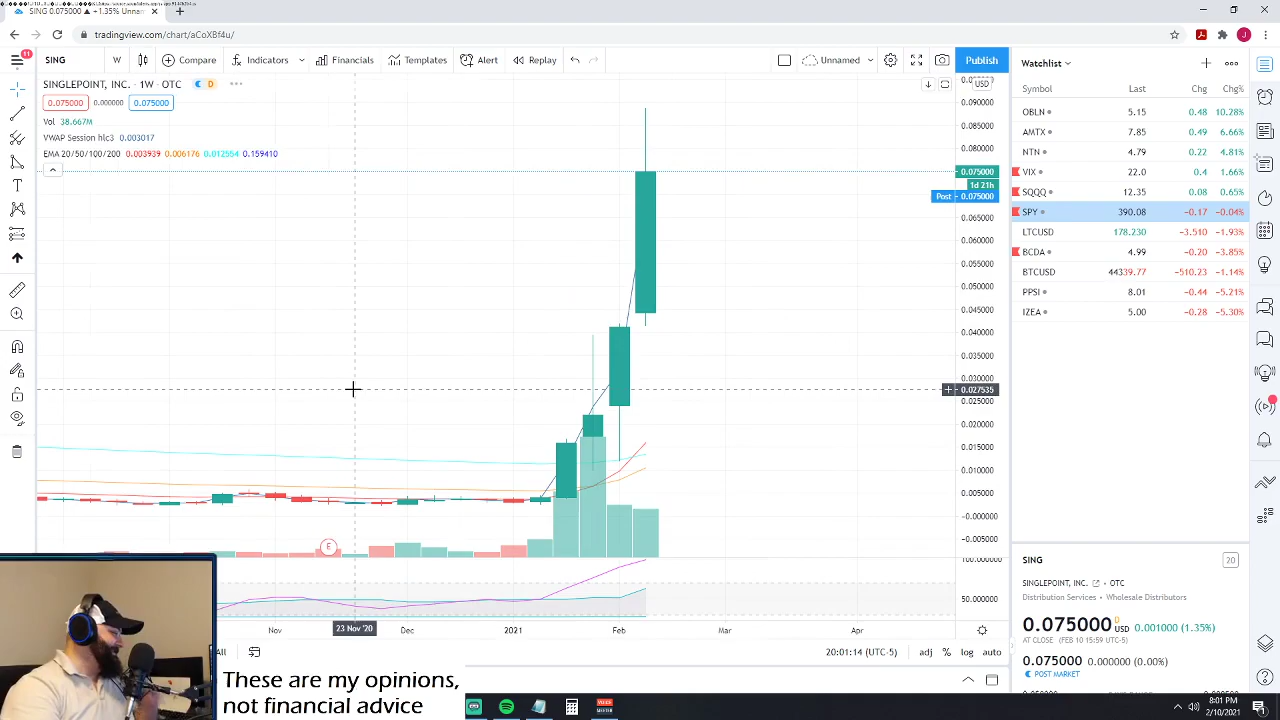 SING 0.075000 ▲ +1.35% Unnar
tradingview.com/chart/aCoXBf4u/
11
SING W Compare Indicators Financials Templates Alert Replay Unnamed Publish
SINGLEPOINT, INC. · 1W · OTC D
0.075000 0.000000 0.075000
Vol 38.667M
VWAP Session hlc3 0.003017
EMA 20/50/100/200 0.003939 0.006176 0.012554 0.159410
USD
0.090000
0.085000
0.080000
0.075000
1d 21h
Post 0.075000
0.065000
0.060000
0.055000
0.050000
0.045000
0.040000
0.035000
0.030000
0.027535
0.025000
0.020000
0.015000
0.010000
0.005000
−0.000000
−0.005000
100.000000
50.000000
E
Nov 23 Nov '20 Dec 2021 Feb Mar Apr
All 20:01:14 (UTC-5) adj % log auto
Watchlist
Symbol Last Chg Chg%
OBLN 5.15 0.48 10.28%
AMTX 7.85 0.49 6.66%
NTN 4.79 0.22 4.81%
VIX 22.0 0.4 1.66%
SQQQ 12.35 0.08 0.65%
SPY 390.08 −0.17 −0.04%
LTCUSD 178.230 −3.510 −1.93%
BCDA 4.99 −0.20 −3.85%
BTCUSD 44339.77 −510.23 −1.14%
PPSI 8.01 −0.44 −5.21%
IZEA 5.00 −0.28 −5.30%
SING 20
SINGLEPOINT, INC. · OTC
Distribution Services · Wholesale Distributors
0.075000 D USD 0.001000 (1.35%)
AT CLOSE (FEB 10 15:59 UTC-5)
0.075000 0.000000 (0.00%)
POST MARKET
These are my opinions,
not financial advice
VOICE
MEETER
8:01 PM
2/10/2021